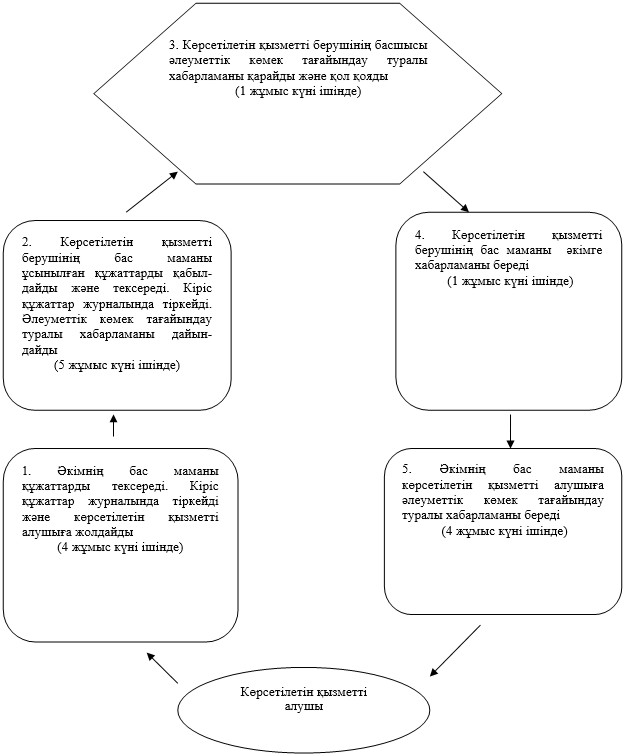 3. Көрсетілетін қызметті берушінің басшысы
әлеуметтік көмек тағайындау туралы
хабарламаны қарайды және қол қояды
(1 жұмыс күні ішінде)
2. Көрсетілетін қызметті
берушінің бас маманы
ұсынылған құжаттарды қабыл-
дайды және тексереді. Кіріс
құжаттар журналында тіркейді.
Әлеуметтік көмек тағайындау
туралы хабарламаны дайын-
дайды
(5 жұмыс күні ішінде)
4. Көрсетілетін қызметті
берушінің бас маманы әкімге
хабарламаны береді
(1 жұмыс күні ішінде)
1. Әкімнің бас маманы
құжаттарды тексереді. Кіріс
құжаттар журналында тіркейді
және көрсетілетін қызметті
алушыға жолдайды
(4 жұмыс күні ішінде)
5. Әкімнің бас маманы
көрсетілетін қызметті алушыға
әлеуметтік көмек тағайындау
туралы хабарламаны береді
(4 жұмыс күні ішінде)
Көрсетілетін қызметті
алушы